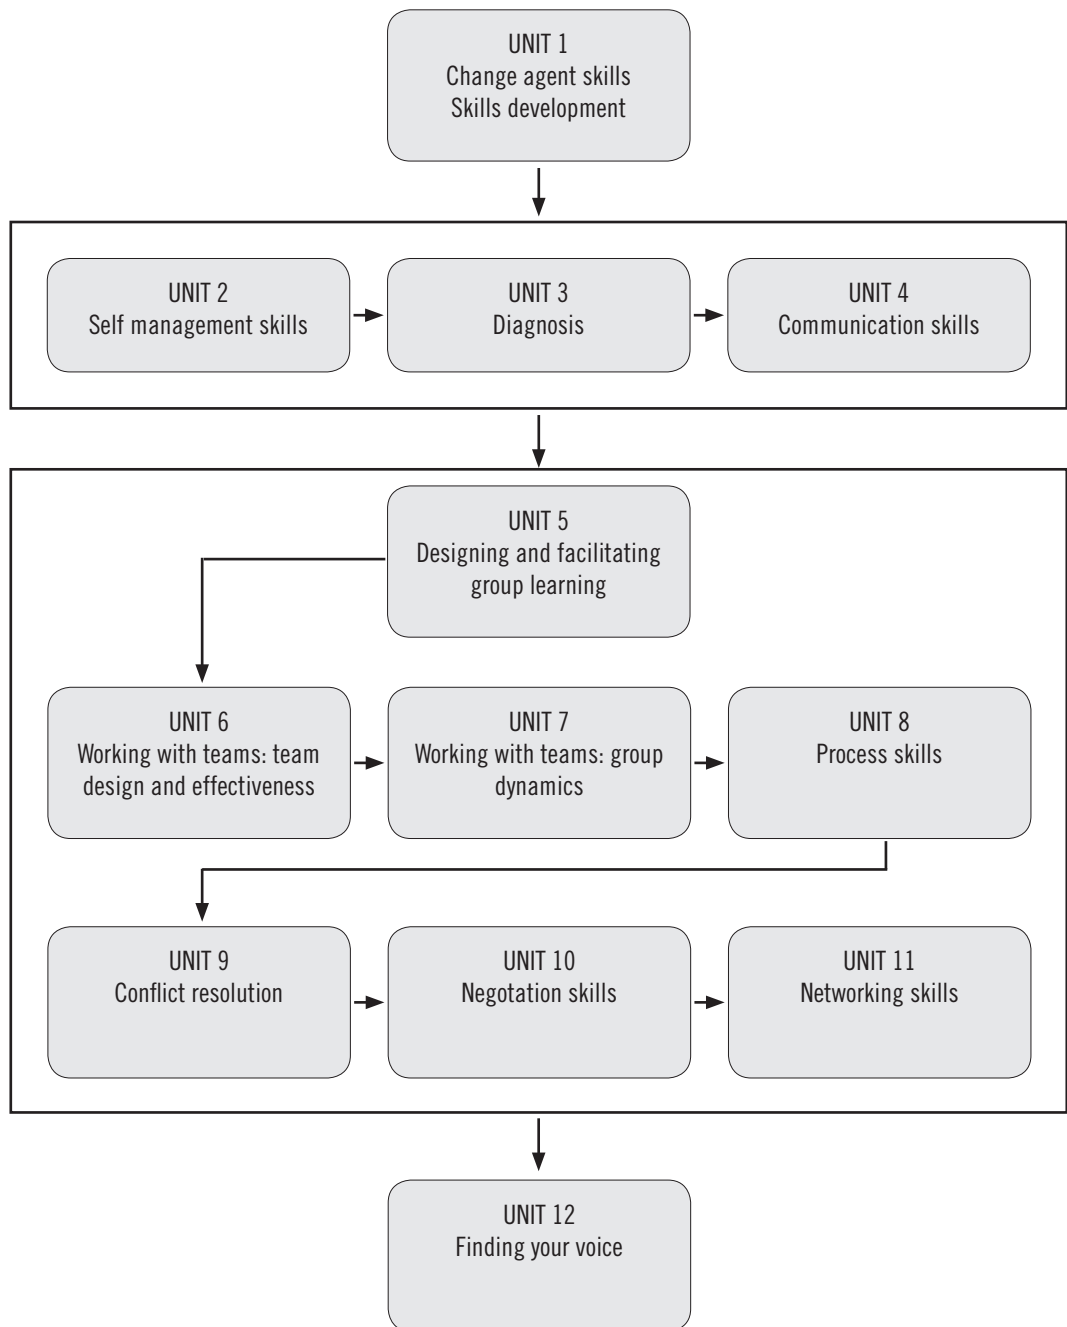 UNIT 1
Change agent skills
Skills development
UNIT 2
Self management skills
UNIT 3
Diagnosis
UNIT 4
Communication skills
UNIT 5
Designing and facilitating
group learning
UNIT 6
Working with teams: team
design and effectiveness
UNIT 7
Working with teams: group
dynamics
UNIT 8
Process skills
UNIT 9
Conflict resolution
UNIT 10
Negotation skills
UNIT 11
Networking skills
UNIT 12
Finding your voice